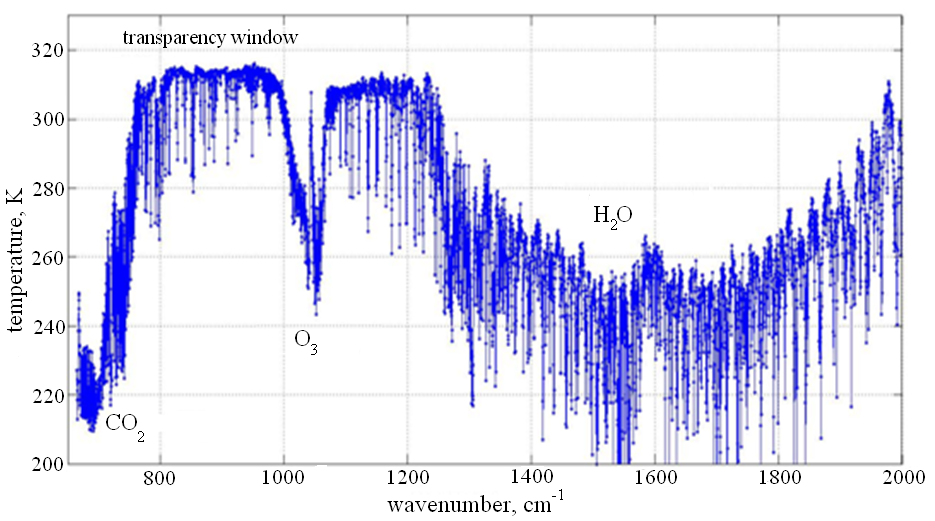 transparency window
320
300
280
260
240
220
200
temperature, K
H₂O
O₃
CO₂
800 1000 1200 1400 1600 1800 2000
wavenumber, cm⁻¹